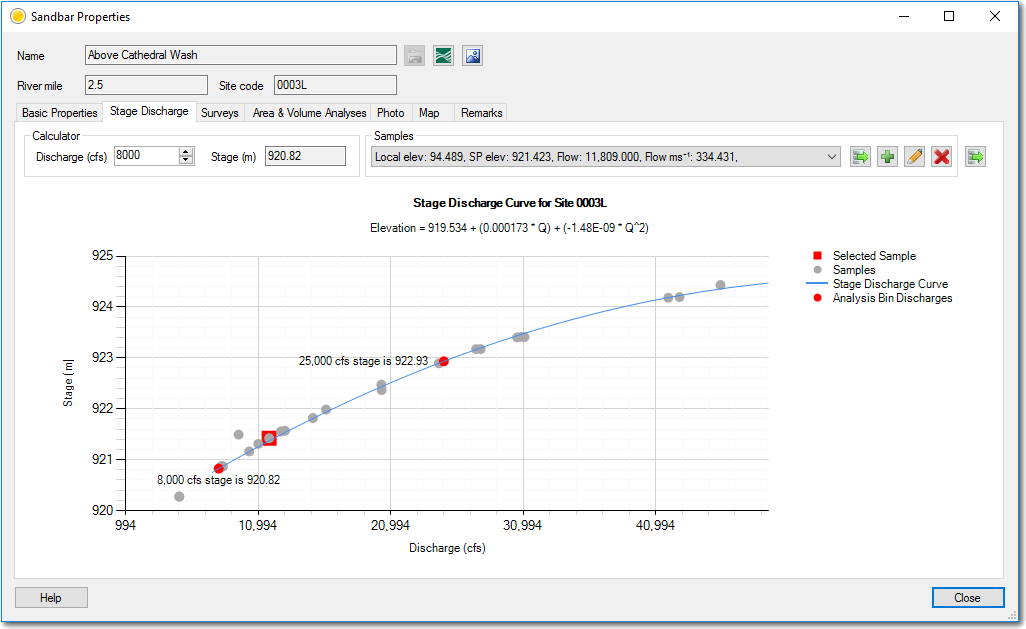 Sandbar Properties
Name Above Cathedral Wash
River mile 2.5 Site code 0003L
Basic Properties Stage Discharge Surveys Area & Volume Analyses Photo Map Remarks
Calculator Samples
Discharge (cfs) 8000 Stage (m) 920.82 Local elev: 94.489, SP elev: 921.423, Flow: 11,809.000, Flow ms⁻¹: 334.431,
Stage Discharge Curve for Site 0003L
Elevation = 919.534 + (0.000173 * Q) + (-1.48E-09 * Q^2)
925
924
923
922
921
920
Stage (m)
25,000 cfs stage is 922.93
8,000 cfs stage is 920.82
994 10,994 20,994 30,994 40,994
Discharge (cfs)
Selected Sample
Samples
Stage Discharge Curve
Analysis Bin Discharges
Help Close